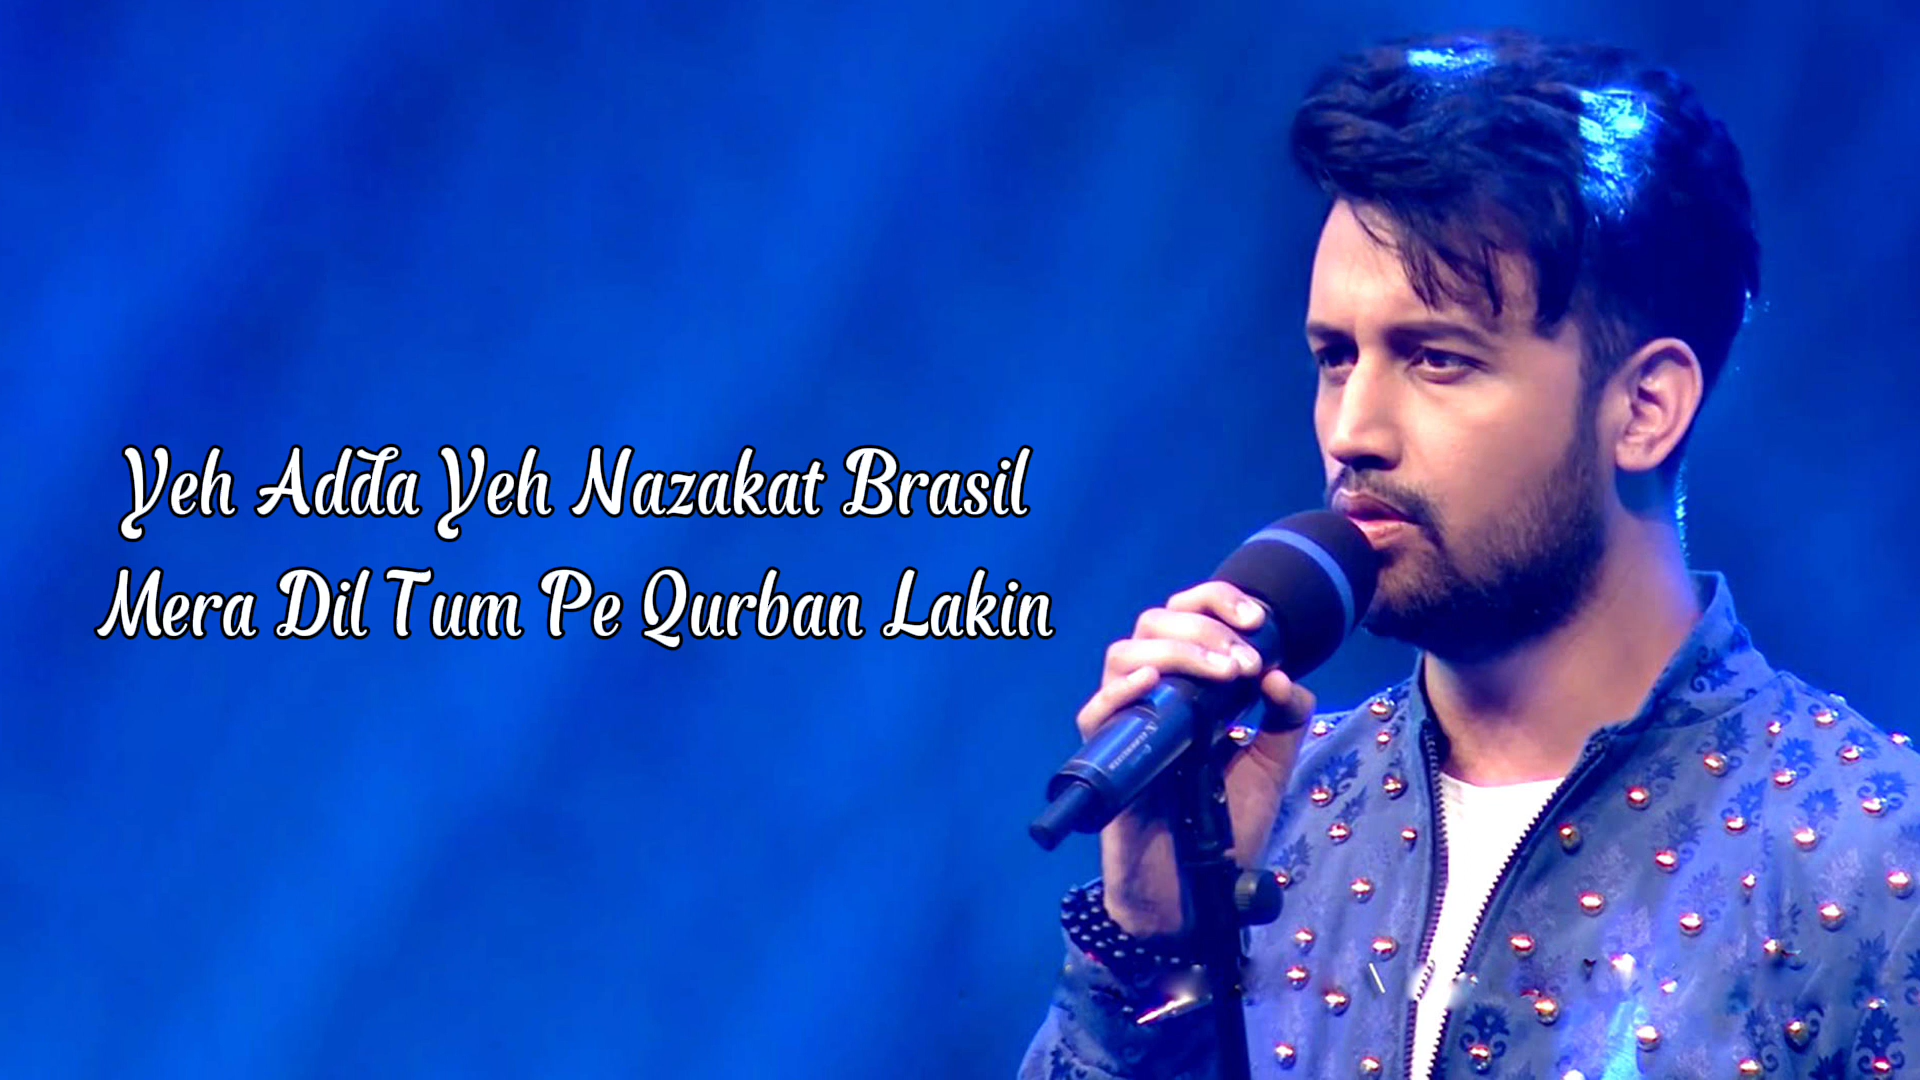 Yeh Adda Yeh Nazakat Brasil
Mera Dil Tum Pe Qurban Lakin